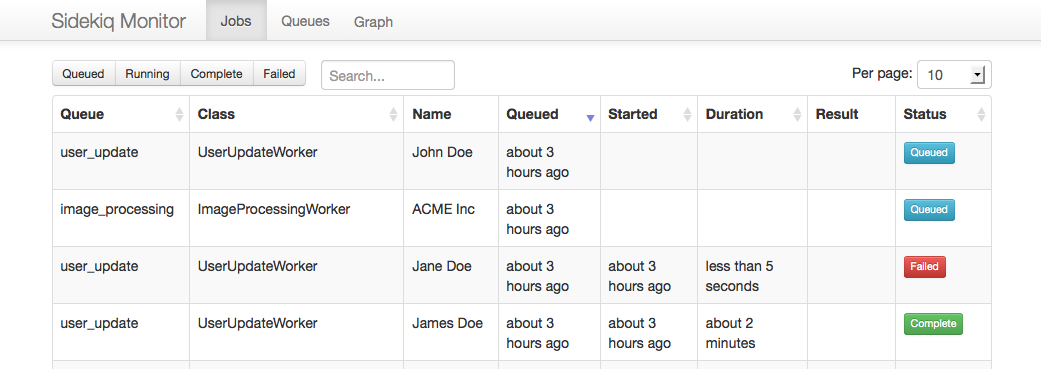 Sidekiq Monitor Jobs Queues Graph
Queued Running Complete Failed Search... Per page: 10
Queue Class Name Queued Started Duration Result Status
user_update UserUpdateWorker John Doe about 3 Queued
hours ago
image_processing ImageProcessingWorker ACME Inc about 3 Queued
hours ago
user_update UserUpdateWorker Jane Doe about 3 about 3 less than 5 Failed
hours ago hours ago seconds
user_update UserUpdateWorker James Doe about 3 about 3 about 2 Complete
hours ago hours ago minutes